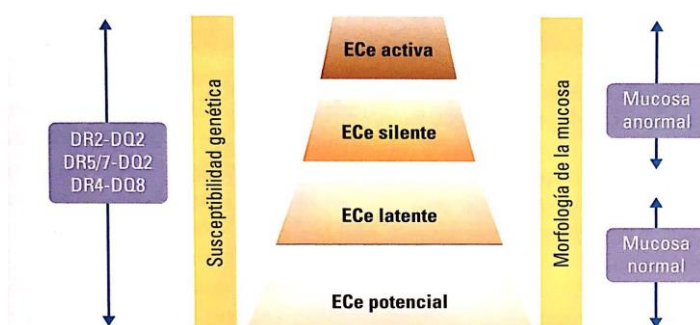 DR2-DQ2
DR5/7-DQ2
DR4-DQ8
Susceptibilidad genética
ECe activa
ECe silente
ECe latente
ECe potencial
Morfología de la mucosa
Mucosa
anormal
Mucosa
normal